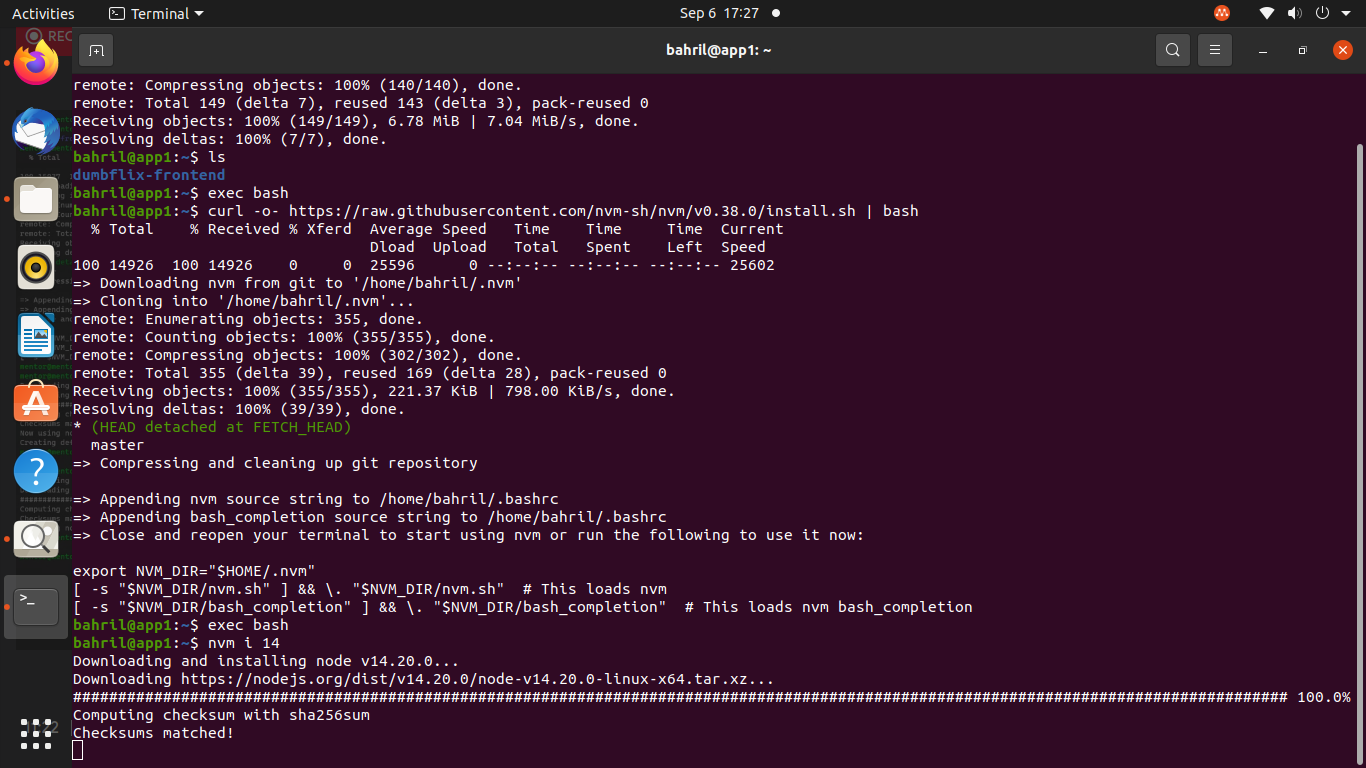 Activities
Terminal
Sep 6 17:27
REC
bahril@app1: ~
remote: Compressing objects: 100% (140/140), done.
remote: Total 149 (delta 7), reused 143 (delta 3), pack-reused 0
Receiving objects: 100% (149/149), 6.78 MiB | 7.04 MiB/s, done.
Resolving deltas: 100% (7/7), done.
bahril@app1:~$ ls
dumbflix-frontend
bahril@app1:~$ exec bash
bahril@app1:~$ curl -o- https://raw.githubusercontent.com/nvm-sh/nvm/v0.38.0/install.sh | bash
  % Total    % Received % Xferd  Average Speed   Time    Time     Time  Current
                                 Dload  Upload   Total   Spent    Left  Speed
100 14926  100 14926    0     0  25596      0 --:--:-- --:--:-- --:--:-- 25602
=> Downloading nvm from git to '/home/bahril/.nvm'
=> Cloning into '/home/bahril/.nvm'...
remote: Enumerating objects: 355, done.
remote: Counting objects: 100% (355/355), done.
remote: Compressing objects: 100% (302/302), done.
remote: Total 355 (delta 39), reused 169 (delta 28), pack-reused 0
Receiving objects: 100% (355/355), 221.37 KiB | 798.00 KiB/s, done.
Resolving deltas: 100% (39/39), done.
* (HEAD detached at FETCH_HEAD)
  master
=> Compressing and cleaning up git repository
=> Appending nvm source string to /home/bahril/.bashrc
=> Appending bash_completion source string to /home/bahril/.bashrc
=> Close and reopen your terminal to start using nvm or run the following to use it now:
export NVM_DIR="$HOME/.nvm"
[ -s "$NVM_DIR/nvm.sh" ] && \. "$NVM_DIR/nvm.sh"  # This loads nvm
[ -s "$NVM_DIR/bash_completion" ] && \. "$NVM_DIR/bash_completion"  # This loads nvm bash_completion
bahril@app1:~$ exec bash
bahril@app1:~$ nvm i 14
Downloading and installing node v14.20.0...
Downloading https://nodejs.org/dist/v14.20.0/node-v14.20.0-linux-x64.tar.xz...
####################################################################################################################################### 100.0%
Computing checksum with sha256sum
Checksums matched!